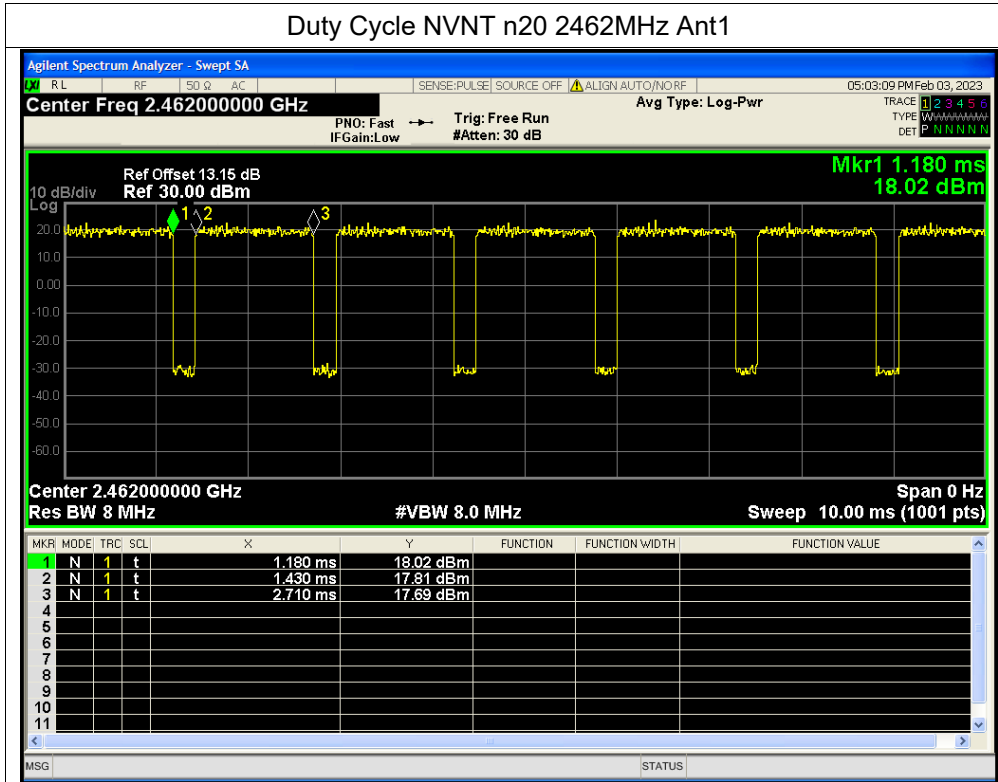 Duty Cycle NVNT n20 2462MHz Ant1
Agilent Spectrum Analyzer - Swept SA
LXI RL RF 50 Ω AC SENSE:PULSE SOURCE OFF ALIGN AUTO/NO RF 05:03:09 PM Feb 03, 2023
Center Freq 2.462000000 GHz Avg Type: Log-Pwr TRACE 1 2 3 4 5 6
PNO: Fast Trig: Free Run TYPE WWWWWW
IFGain:Low #Atten: 30 dB DET P N N N N N
Mkr1 1.180 ms
18.02 dBm
Ref Offset 13.15 dB
10 dB/div Ref 30.00 dBm
Log
1 2 3
20.0
10.0
0.00
-10.0
-20.0
-30.0
-40.0
-50.0
-60.0
Center 2.462000000 GHz Span 0 Hz
Res BW 8 MHz #VBW 8.0 MHz Sweep 10.00 ms (1001 pts)
MKR MODE TRC SCL X Y FUNCTION FUNCTION WIDTH FUNCTION VALUE
1 N 1 t 1.180 ms 18.02 dBm
2 N 1 t 1.430 ms 17.81 dBm
3 N 1 t 2.710 ms 17.69 dBm
4
5
6
7
8
9
10
11
MSG STATUS